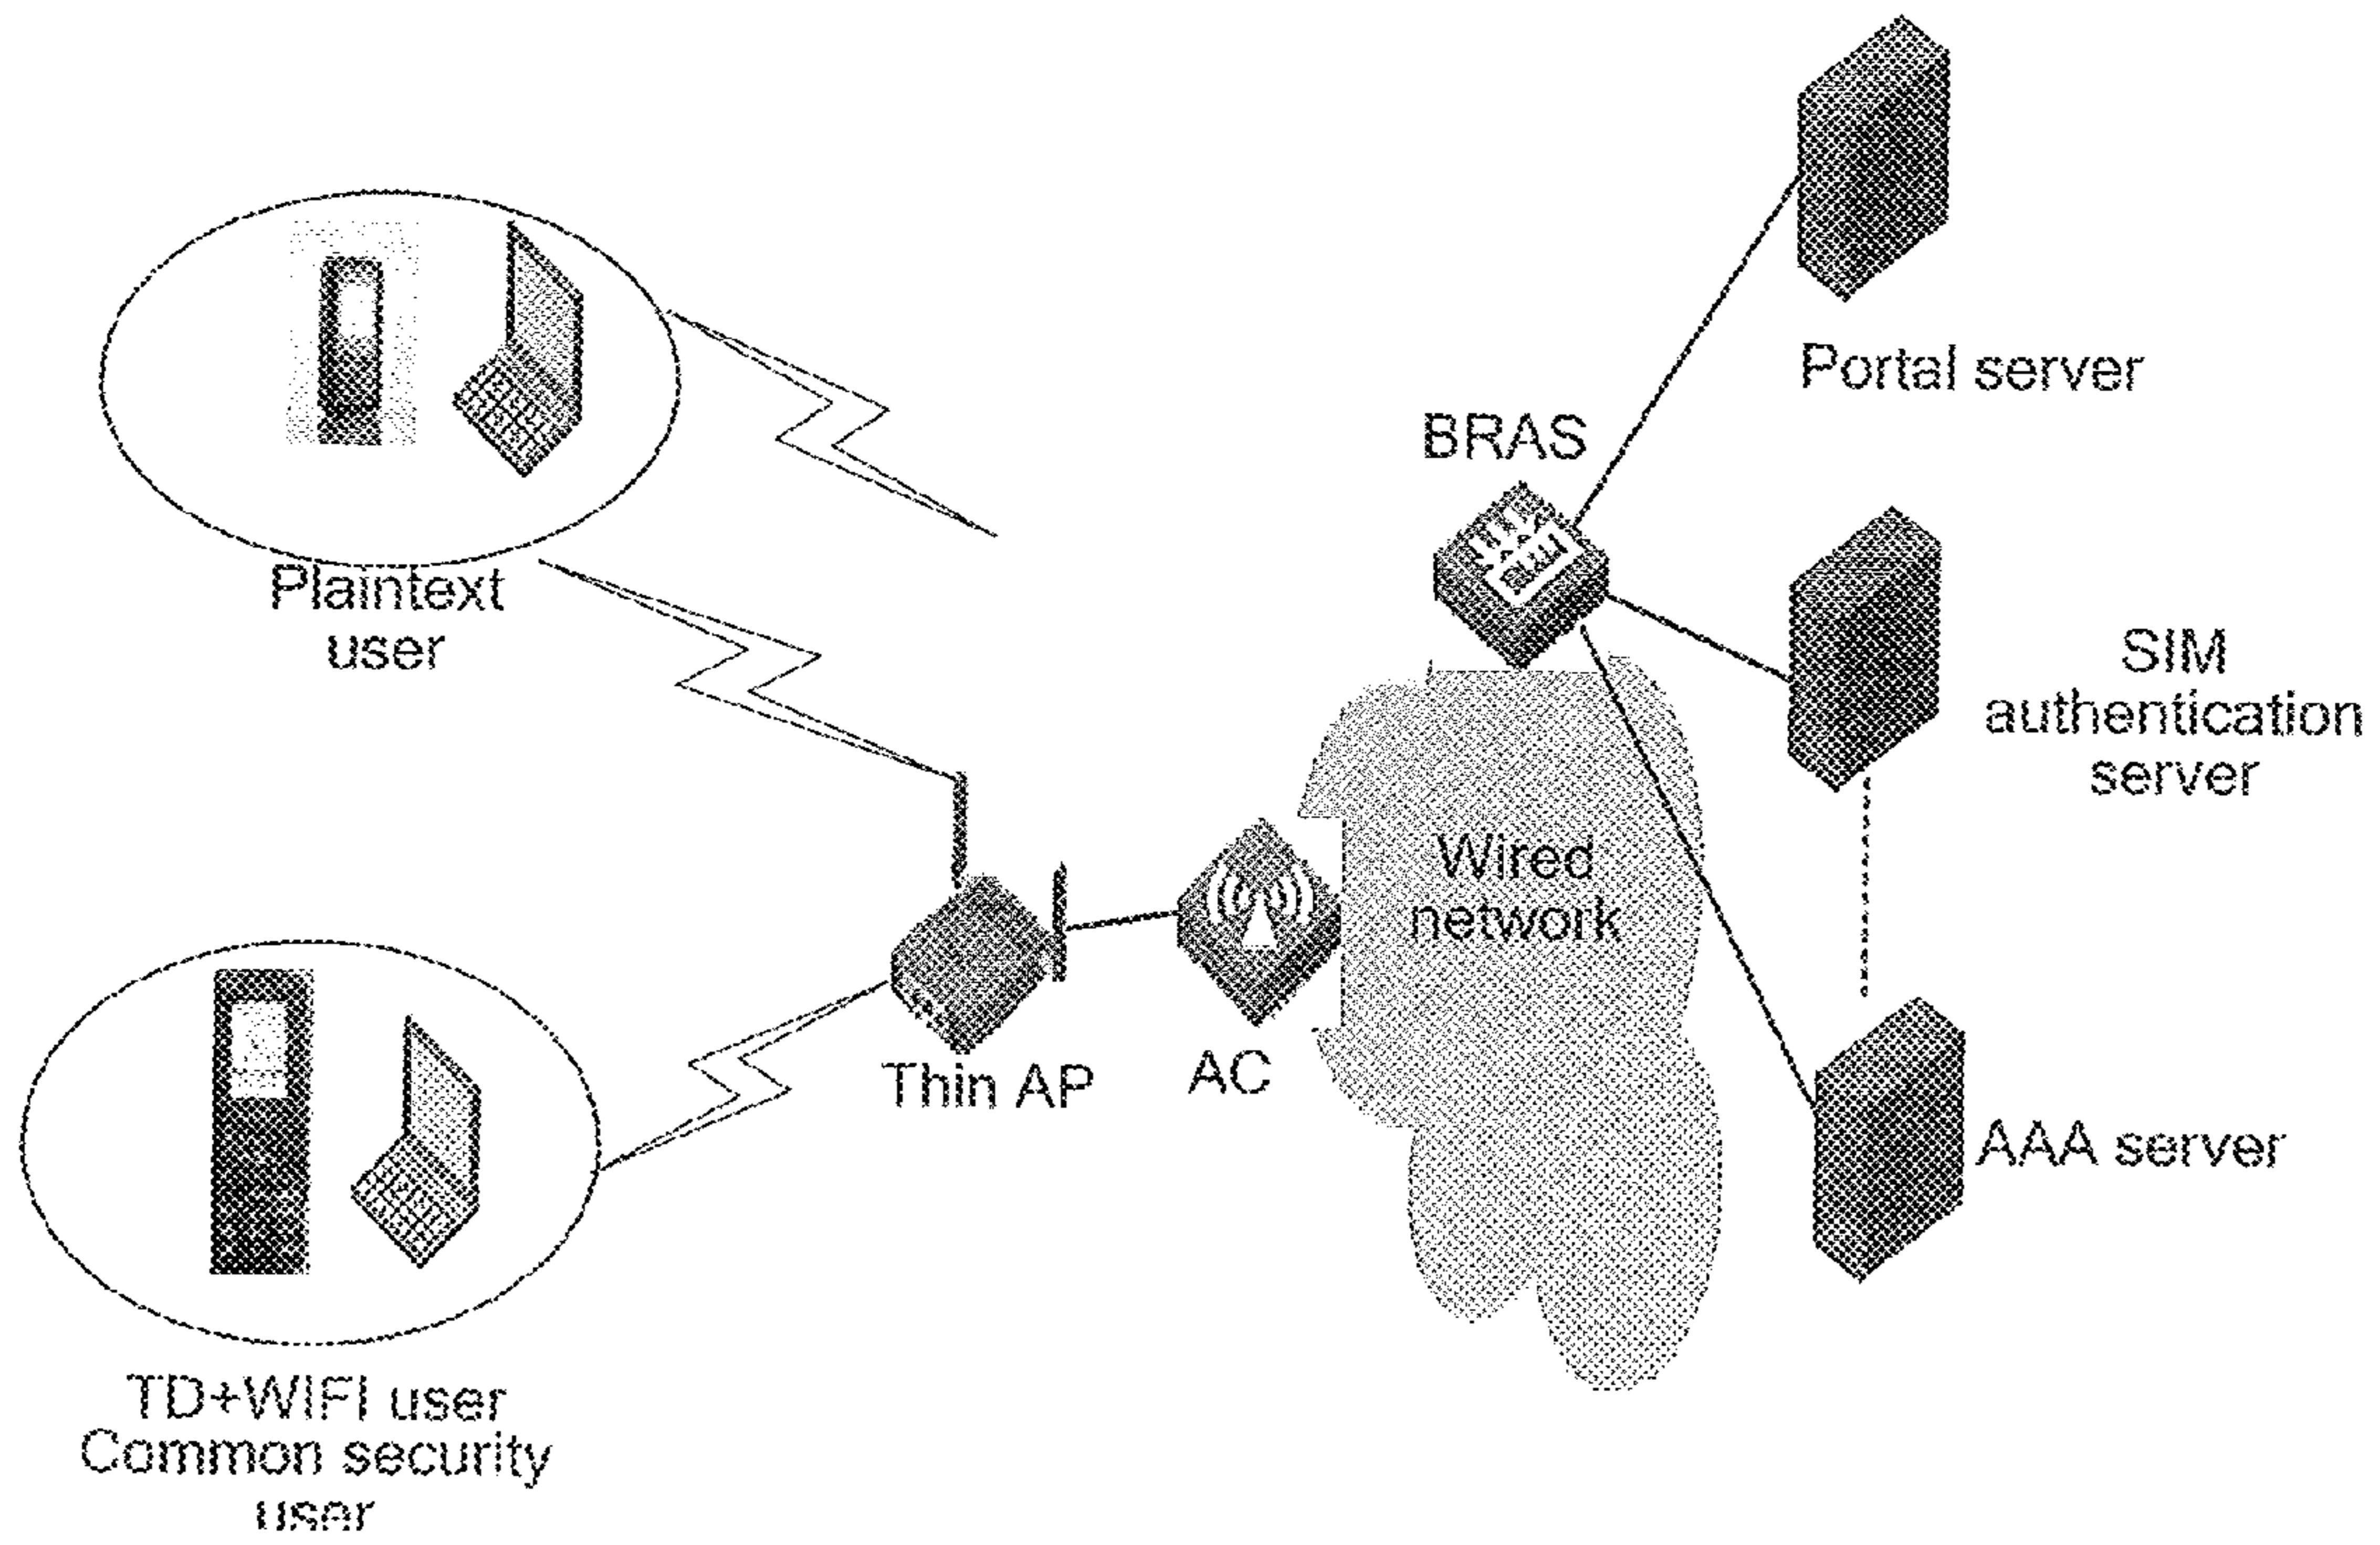 Portal server
BRAS
Plaintext
user
SIM
authentication
server
Wired
network
Thin AP
AC
AAA server
TD+WIFI user
Common security
user